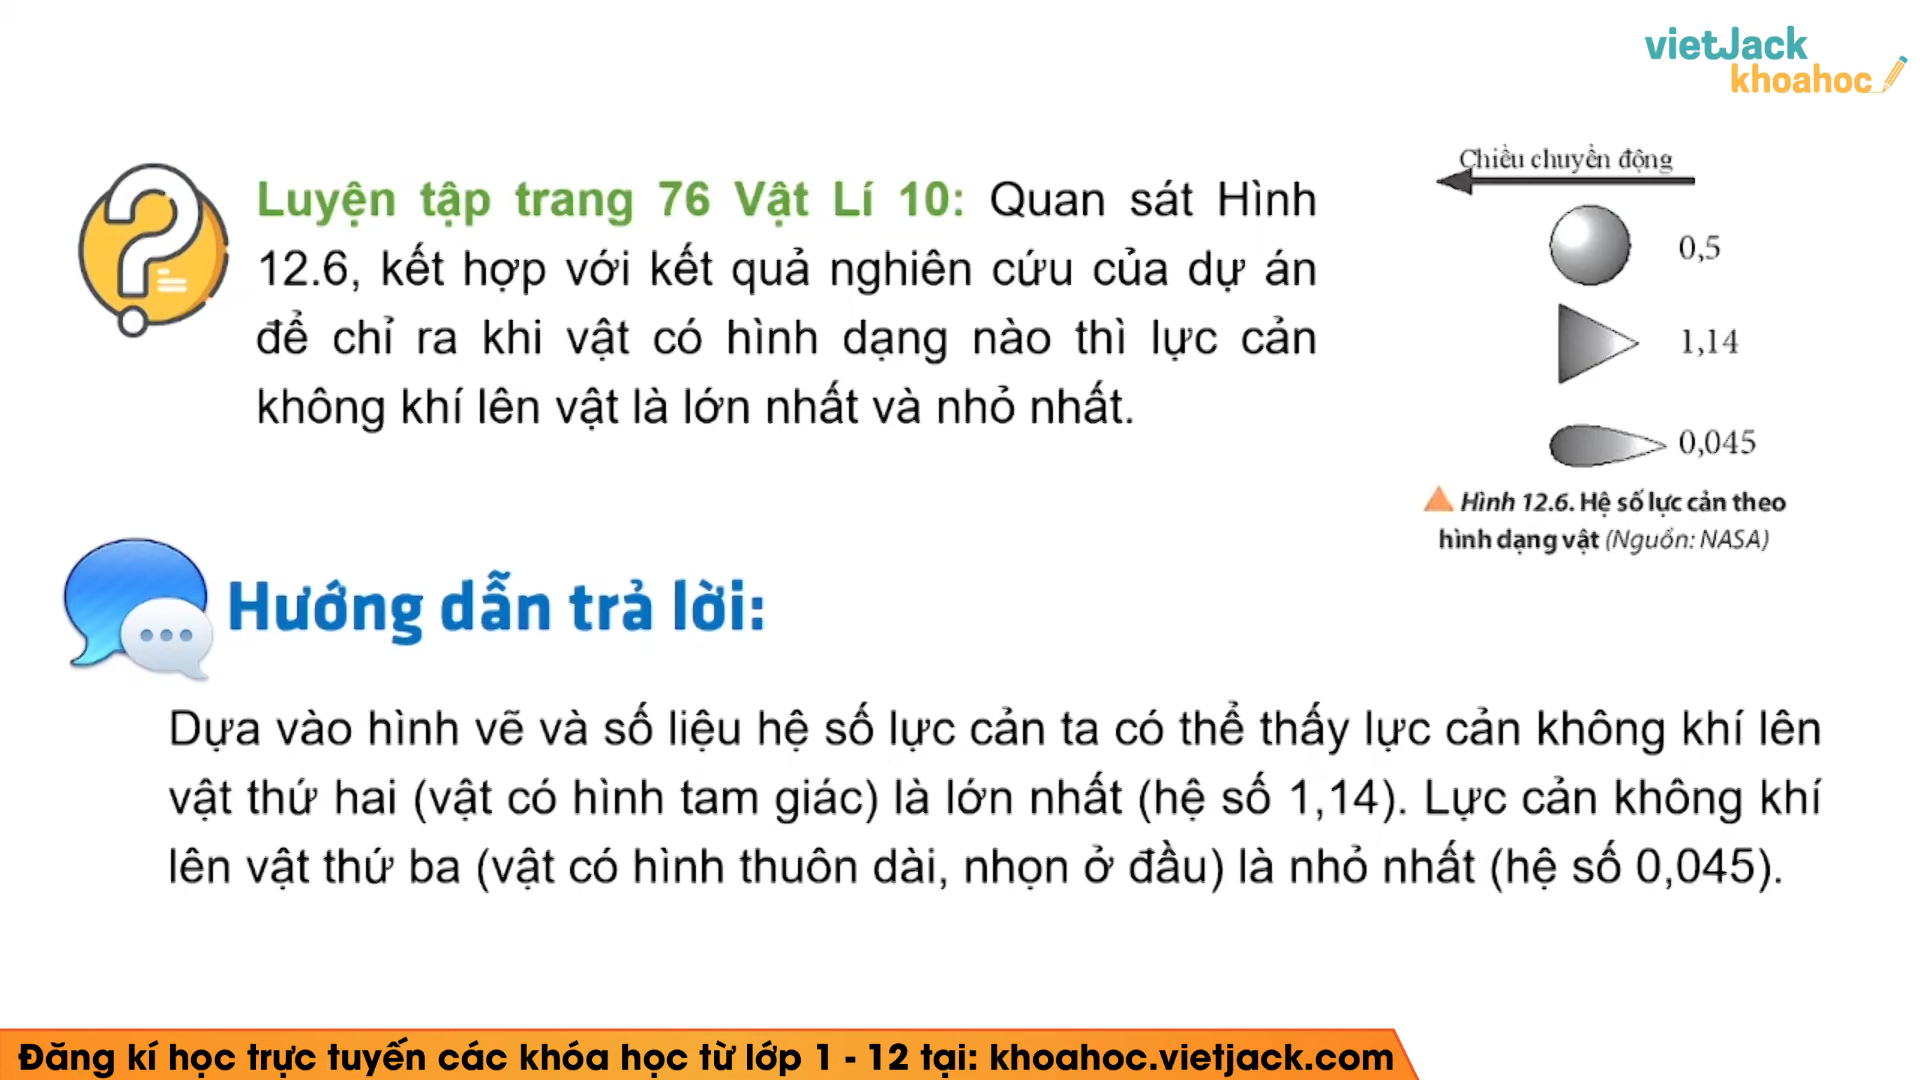 vietJack
khoahoc
Luyện tập trang 76 Vật Lí 10: Quan sát Hình
12.6, kết hợp với kết quả nghiên cứu của dự án
để chỉ ra khi vật có hình dạng nào thì lực cản
không khí lên vật là lớn nhất và nhỏ nhất.
Chiều chuyển động
0,5
1,14
0,045
Hình 12.6. Hệ số lực cản theo
hình dạng vật (Nguồn: NASA)
Hướng dẫn trả lời:
Dựa vào hình vẽ và số liệu hệ số lực cản ta có thể thấy lực cản không khí lên
vật thứ hai (vật có hình tam giác) là lớn nhất (hệ số 1,14). Lực cản không khí
lên vật thứ ba (vật có hình thuôn dài, nhọn ở đầu) là nhỏ nhất (hệ số 0,045).
Đăng kí học trực tuyến các khóa học từ lớp 1 - 12 tại: khoahoc.vietjack.com